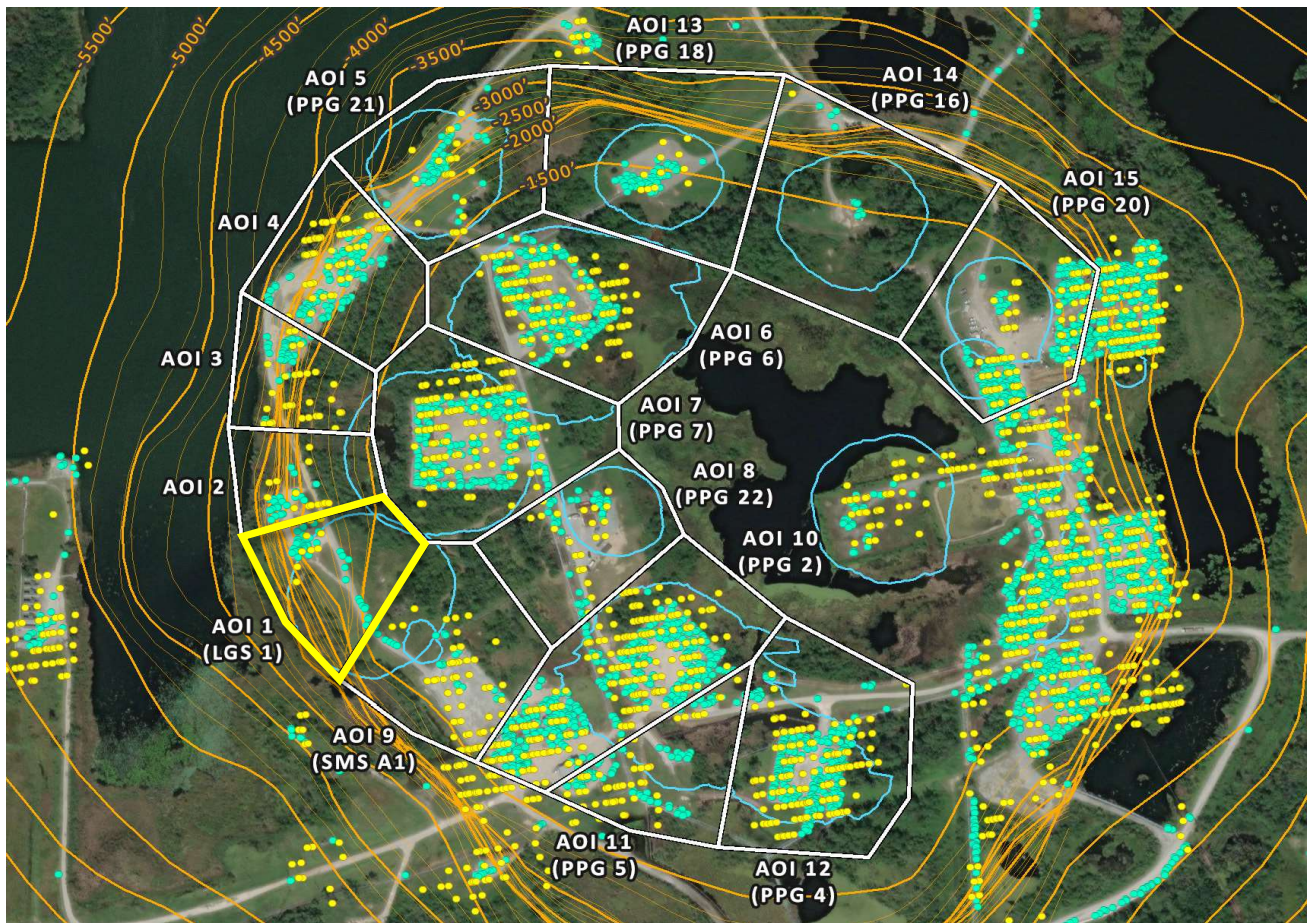 -5500'
-5000'
-4500'
-4000'
-3500'
-3000'
-2500'
-2000'
-1500'
AOI 13
(PPG 18)
AOI 5
(PPG 21)
AOI 14
(PPG 16)
AOI 15
(PPG 20)
AOI 4
AOI 3
AOI 6
(PPG 6)
AOI 7
(PPG 7)
AOI 8
(PPG 22)
AOI 2
AOI 10
(PPG 2)
AOI 1
(LGS 1)
AOI 9
(SMS A1)
AOI 11
(PPG 5)
AOI 12
(PPG 4)